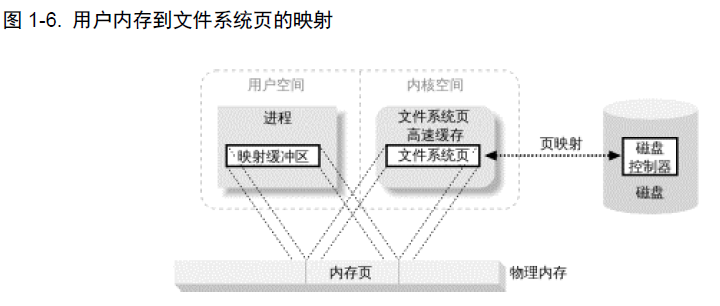 图 1-6. 用户内存到文件系统页的映射
用户空间
内核空间
进程
映射缓冲区
文件系统页
高速缓存
文件系统页
页映射
磁盘
控制器
磁盘
内存页
物理内存